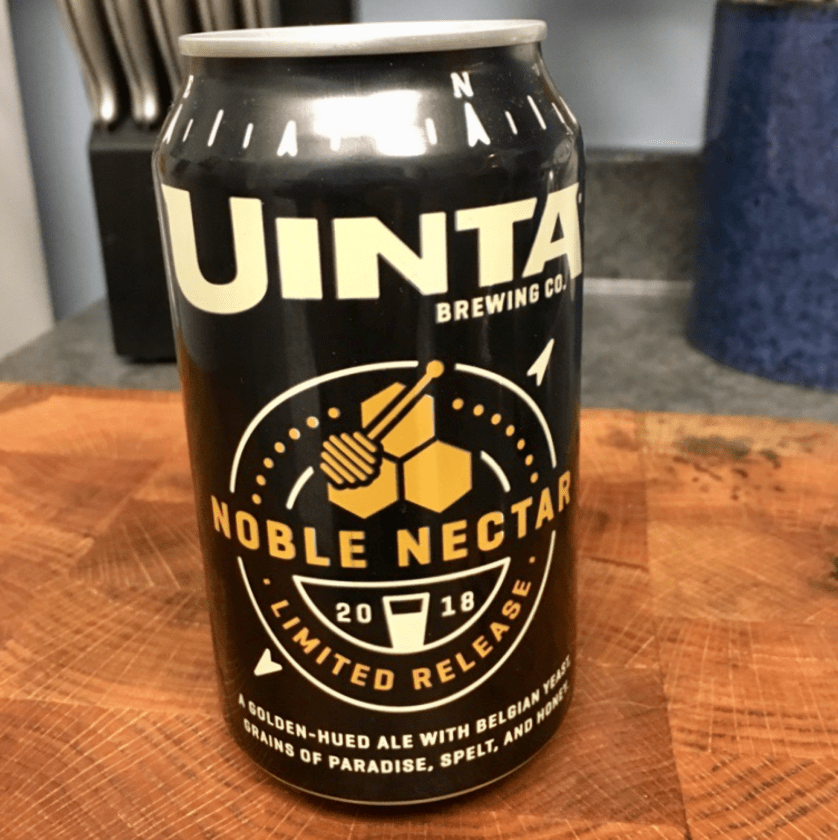 N
UINTA
BREWING CO.
NOBLE NECTAR
20 18
LIMITED RELEASE
A GOLDEN-HUED ALE WITH BELGIAN YEAST,
GRAINS OF PARADISE, SPELT, AND HONEY.